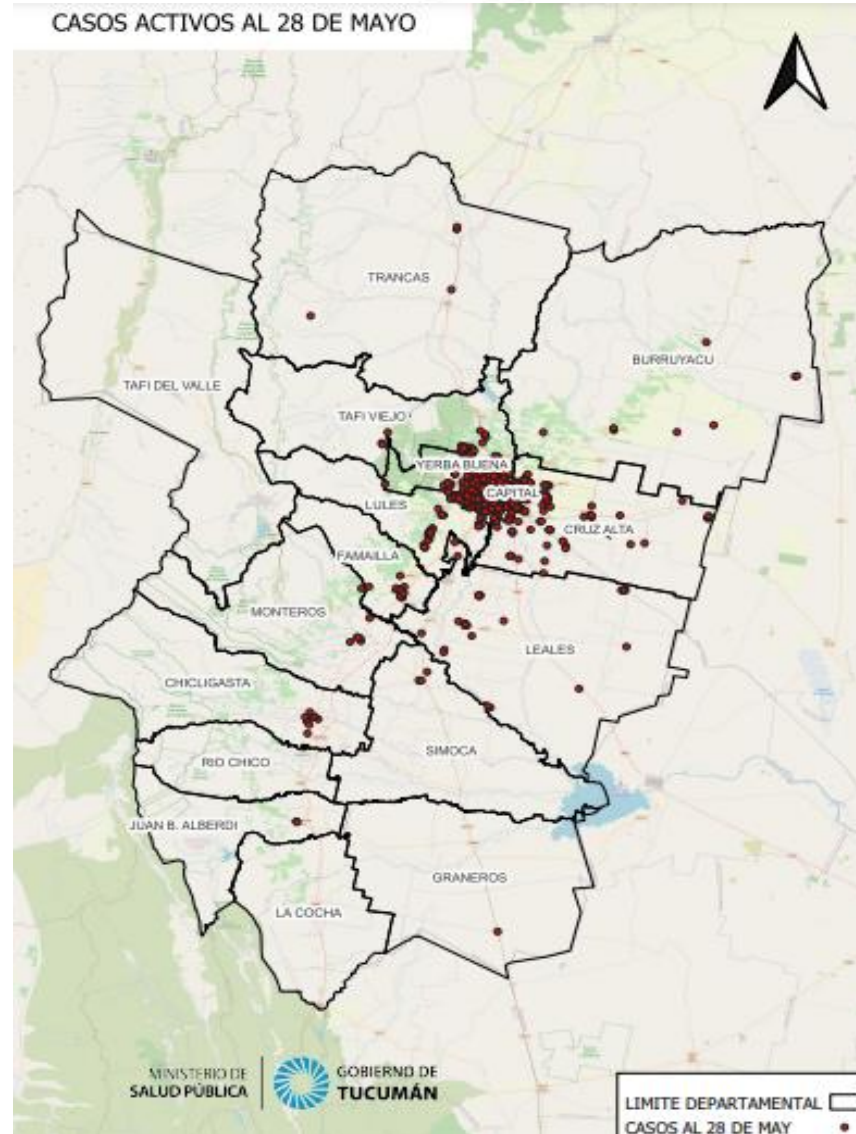 CASOS ACTIVOS AL 28 DE MAYO
TRANCAS
BURRUYACU
TAFI DEL VALLE
TAFI VIEJO
YERBA BUENA
CAPITAL
LULES
CRUZ ALTA
FAMAILLA
MONTEROS
LEALES
CHICLIGASTA
SIMOCA
RIO CHICO
JUAN B. ALBERDI
GRANEROS
LA COCHA
MINISTERIO DE
SALUD PÚBLICA
GOBIERNO DE
TUCUMÁN
LIMITE DEPARTAMENTAL
CASOS AL 28 DE MAY